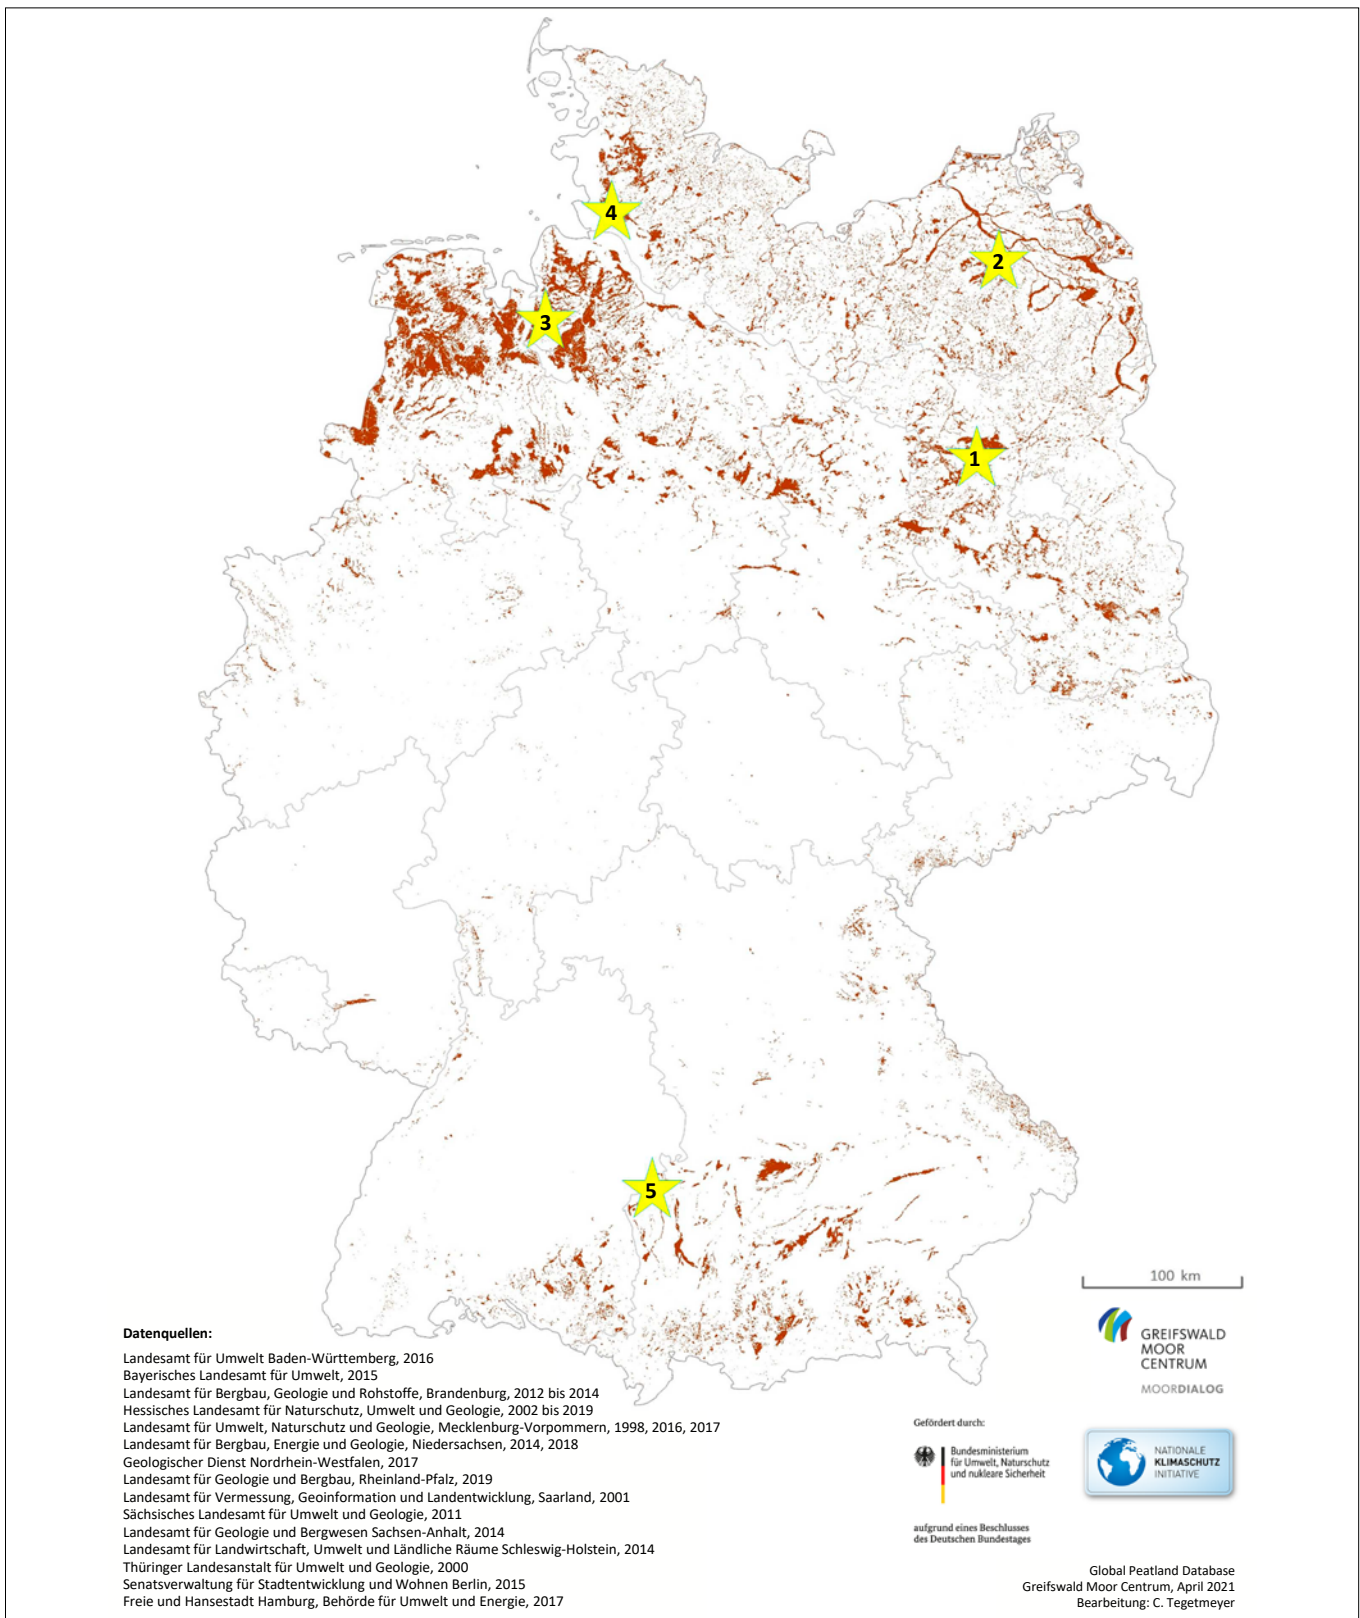 4
2
3
1
5
100 km
GREIFSWALD
MOOR
CENTRUM
MOORDIALOG
Datenquellen:
Landesamt für Umwelt Baden-Württemberg, 2016
Bayerisches Landesamt für Umwelt, 2015
Landesamt für Bergbau, Geologie und Rohstoffe, Brandenburg, 2012 bis 2014
Hessisches Landesamt für Naturschutz, Umwelt und Geologie, 2002 bis 2019
Landesamt für Umwelt, Naturschutz und Geologie, Mecklenburg-Vorpommern, 1998, 2016, 2017
Landesamt für Bergbau, Energie und Geologie, Niedersachsen, 2014, 2018
Geologischer Dienst Nordrhein-Westfalen, 2017
Landesamt für Geologie und Bergbau, Rheinland-Pfalz, 2019
Landesamt für Vermessung, Geoinformation und Landentwicklung, Saarland, 2001
Sächsisches Landesamt für Umwelt und Geologie, 2011
Landesamt für Geologie und Bergwesen Sachsen-Anhalt, 2014
Landesamt für Landwirtschaft, Umwelt und Ländliche Räume Schleswig-Holstein, 2014
Thüringer Landesanstalt für Umwelt und Geologie, 2000
Senatsverwaltung für Stadtentwicklung und Wohnen Berlin, 2015
Freie und Hansestadt Hamburg, Behörde für Umwelt und Energie, 2017
Gefördert durch:
Bundesministerium
für Umwelt, Naturschutz
und nukleare Sicherheit
aufgrund eines Beschlusses
des Deutschen Bundestages
NATIONALE
KLIMASCHUTZ
INITIATIVE
Global Peatland Database
Greifswald Moor Centrum, April 2021
Bearbeitung: C. Tegetmeyer